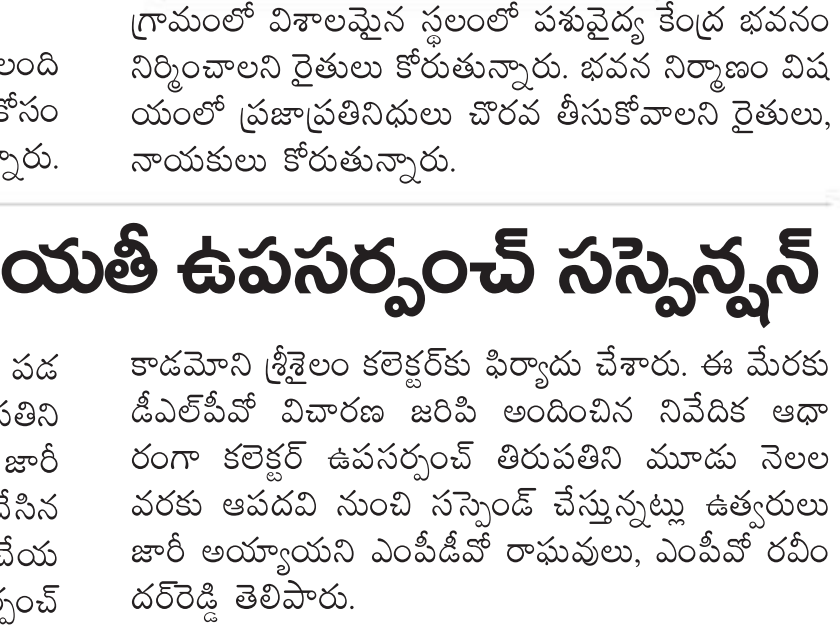 లంది
కోసం
న్నారు.
గ్రామంలో విశాలమైన స్థలంలో పశువైద్య కేంద్ర భవనం
నిర్మించాలని రైతులు కోరుతున్నారు. భవన నిర్మాణం విష
యంలో ప్రజాప్రతినిధులు చొరవ తీసుకోవాలని రైతులు,
నాయకులు కోరుతున్నారు.
యతీ ఉపసర్పంచ్ సస్పెన్షన్
పడ
పతిని
జారీ
చేసిన
చేయ
ర్పంచ్
కాడమోని శ్రీశైలం కలెక్టర్‌కు ఫిర్యాదు చేశారు. ఈ మేరకు
డీఎల్‌పీవో విచారణ జరిపి అందించిన నివేదిక ఆధా
రంగా కలెక్టర్ ఉపసర్పంచ్ తిరుపతిని మూడు నెలల
వరకు ఆపదవి నుంచి సస్పెండ్ చేస్తున్నట్లు ఉత్వరులు
జారీ అయ్యాయని ఎంపీడీవో రాఘవులు, ఎంపీవో రవీం
దర్‌రెడ్డి తెలిపారు.